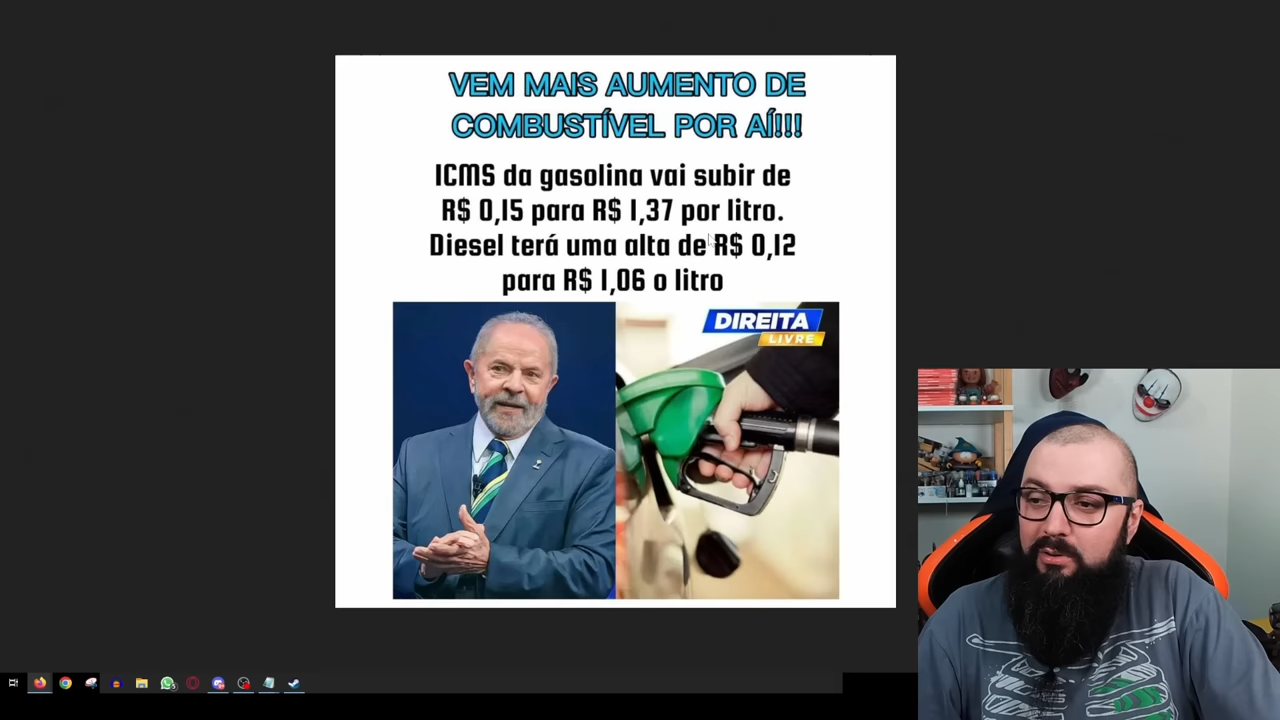 VEM MAIS AUMENTO DE
COMBUSTÍVEL POR AÍ!!!
ICMS da gasolina vai subir de
R$ 0,15 para R$ 1,37 por litro.
Diesel terá uma alta de R$ 0,12
para R$ 1,06 o litro
DIREITA
LIVRE